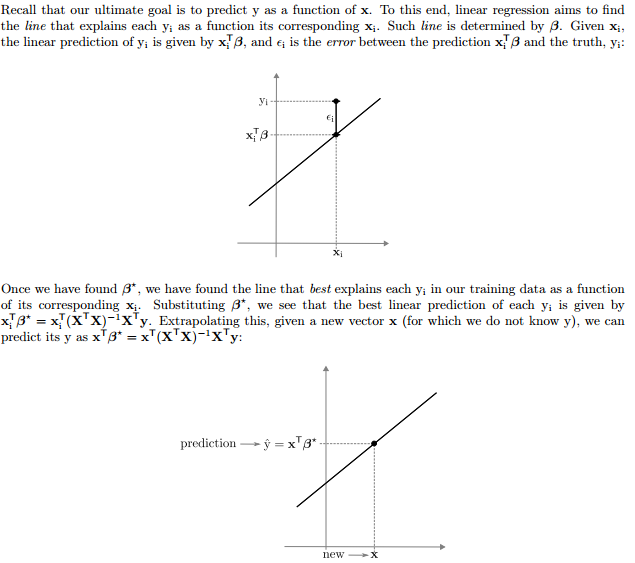 Recall that our ultimate goal is to predict y as a function of x. To this end, linear regression aims to find
the line that explains each yᵢ as a function its corresponding xᵢ. Such line is determined by β. Given xᵢ,
the linear prediction of yᵢ is given by xᵢᵀβ, and ϵᵢ is the error between the prediction xᵢᵀβ and the truth, yᵢ:
yᵢ
ϵᵢ
xᵢᵀβ
xᵢ
Once we have found β*, we have found the line that best explains each yᵢ in our training data as a function
of its corresponding xᵢ. Substituting β*, we see that the best linear prediction of each yᵢ is given by
xᵢᵀβ* = xᵢᵀ(XᵀX)⁻¹Xᵀy. Extrapolating this, given a new vector x (for which we do not know y), we can
predict its y as xᵀβ* = xᵀ(XᵀX)⁻¹Xᵀy:
prediction → ŷ = xᵀβ*
new → x